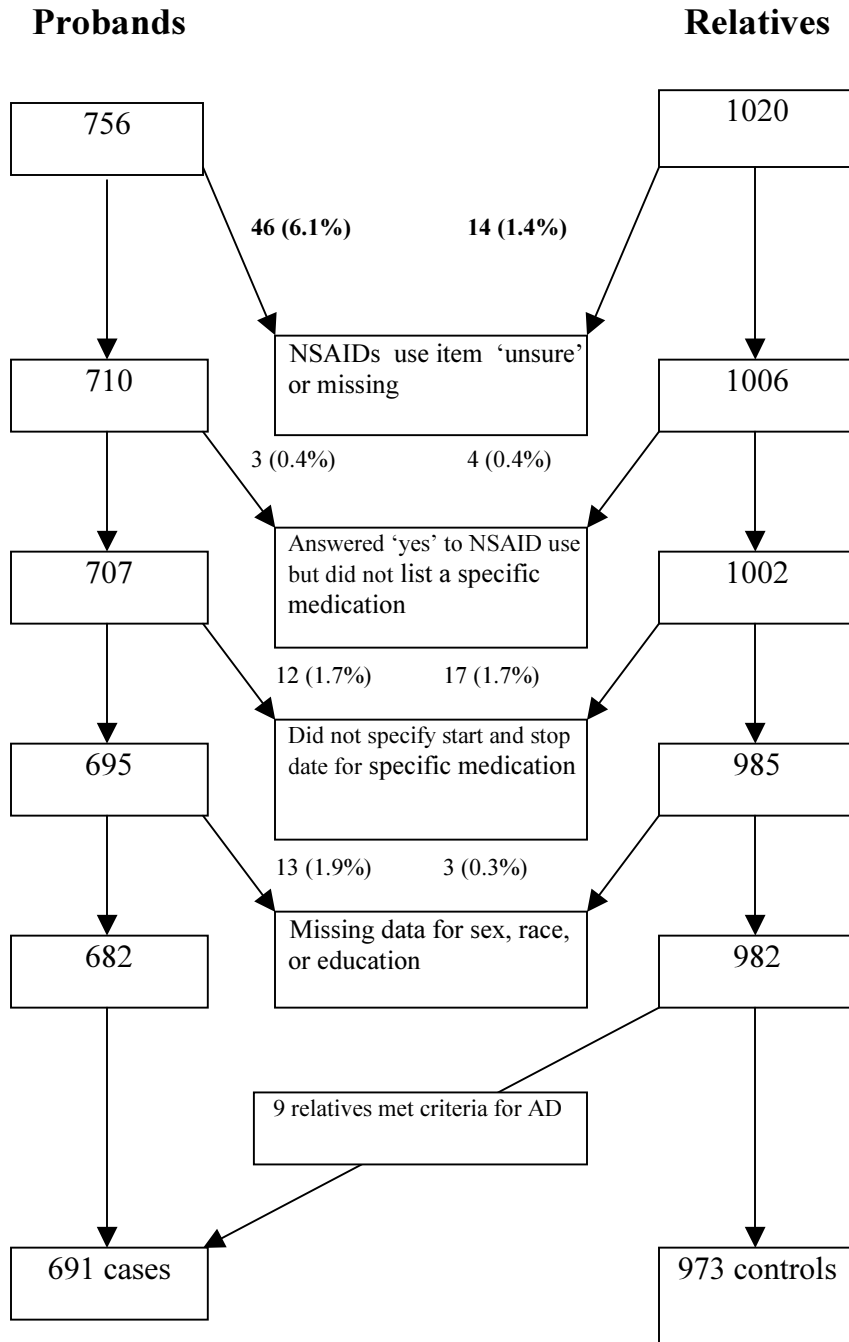 Probands Relatives
756 1020
46 (6.1%) 14 (1.4%)
NSAIDs use item ‘unsure’
or missing
710 1006
3 (0.4%) 4 (0.4%)
Answered ‘yes’ to NSAID use
but did not list a specific
medication
707 1002
12 (1.7%) 17 (1.7%)
Did not specify start and stop
date for specific medication
695 985
13 (1.9%) 3 (0.3%)
Missing data for sex, race,
or education
682 982
9 relatives met criteria for AD
691 cases 973 controls